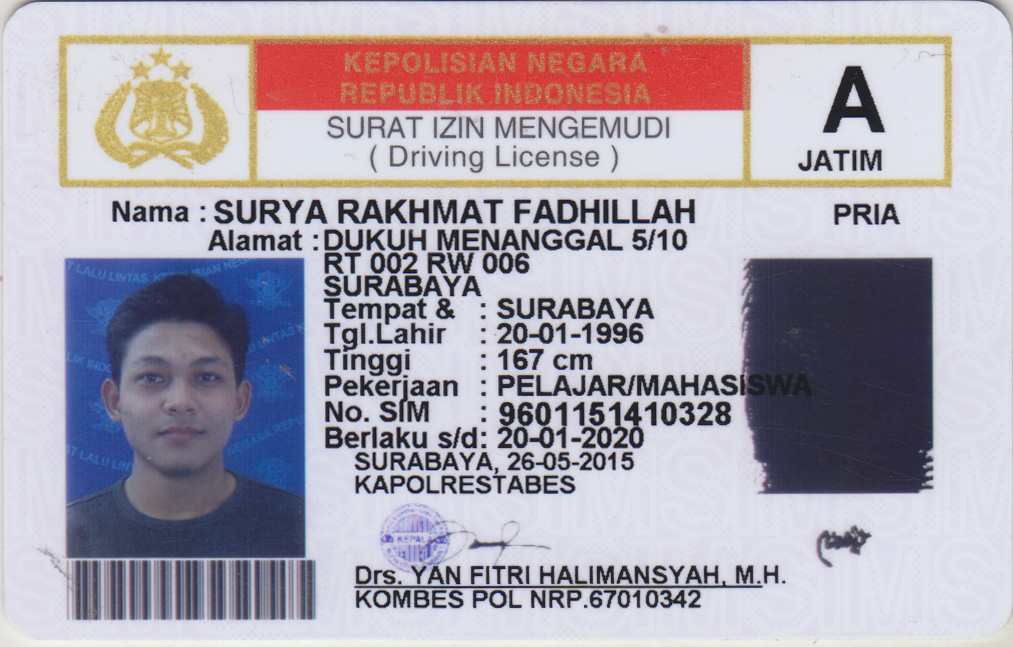 KEPOLISIAN NEGARA
REPUBLIK INDONESIA
SURAT IZIN MENGEMUDI
( Driving License )
A
JATIM
Nama : SURYA RAKHMAT FADHILLAH
PRIA
Alamat : DUKUH MENANGGAL 5/10
RT 002 RW 006
SURABAYA
Tempat & : SURABAYA
Tgl.Lahir : 20-01-1996
Tinggi : 167 cm
Pekerjaan : PELAJAR/MAHASISWA
No. SIM : 9601151410328
Berlaku s/d: 20-01-2020
SURABAYA, 26-05-2015
KAPOLRESTABES
KEPALA
Drs. YAN FITRI HALIMANSYAH, M.H.
KOMBES POL NRP.67010342